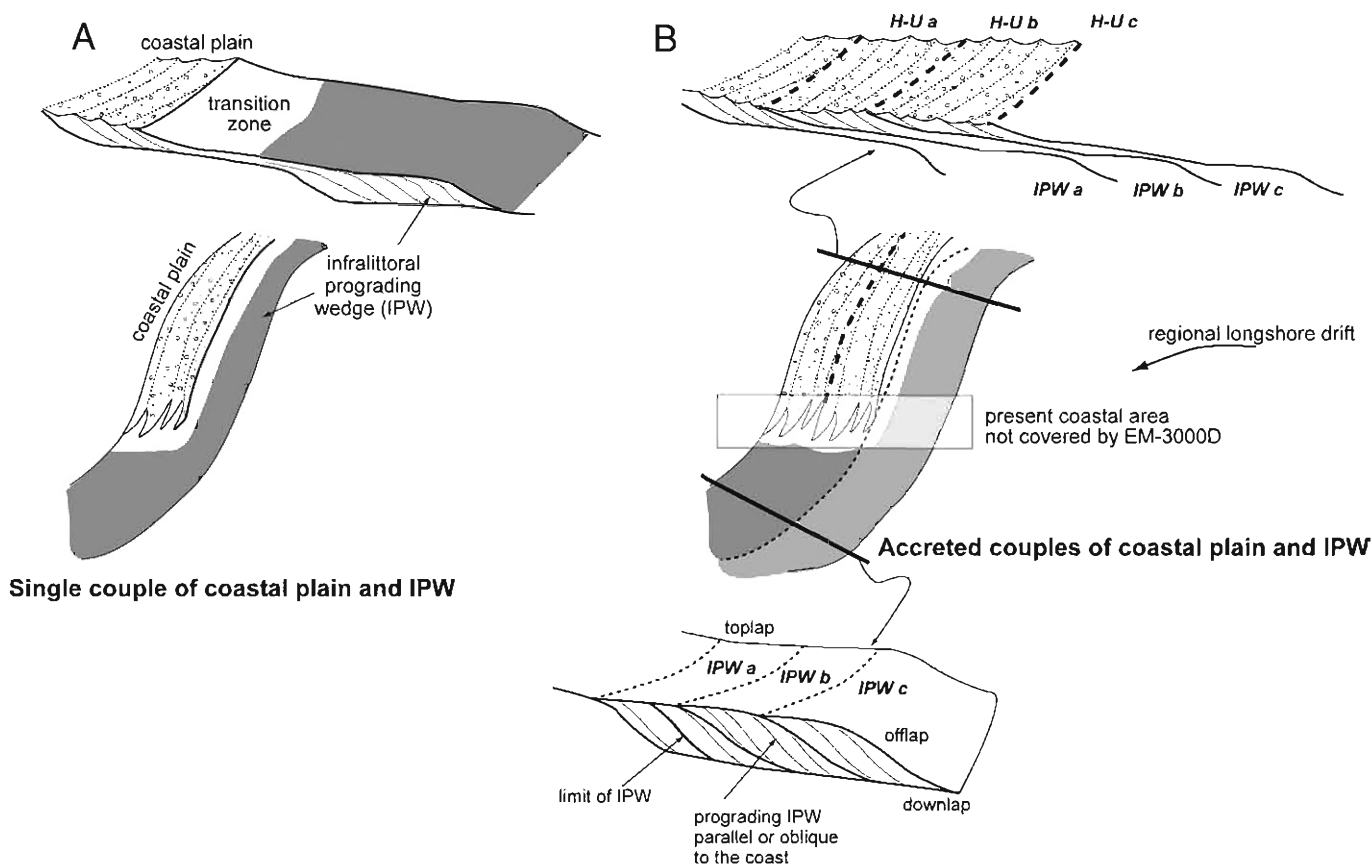 A
coastal plain
transition
zone
coastal plain
infralittoral
prograding
wedge (IPW)
Single couple of coastal plain and IPW
B
H-U a
H-U b
H-U c
IPW a
IPW b
IPW c
regional longshore drift
present coastal area
not covered by EM-3000D
Accreted couples of coastal plain and IPW
toplap
IPW a
IPW b
IPW c
offlap
limit of IPW
downlap
prograding IPW
parallel or oblique
to the coast